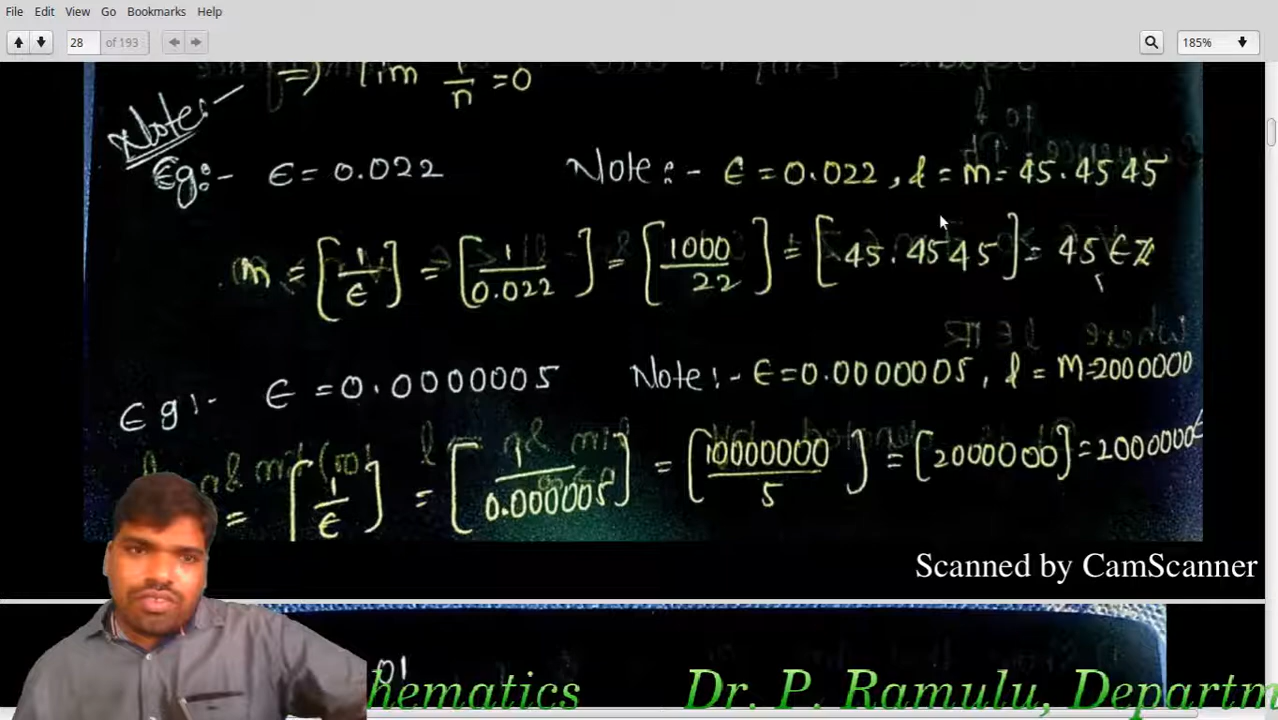 File Edit View Go Bookmarks Help
28 of 193 185%
=) lim 1/n = 0
Note:-
Eg:- ϵ = 0.022 Note:- ϵ = 0.022, l = m = 45.4545
m = [1/ϵ] = [1/0.022] = [1000/22] = [45.4545] = 45 ∈ ℤ
Eg:- ϵ = 0.0000005 Note:- ϵ = 0.0000005, l = M = 2000000
= [1/ϵ] = [1/0.0000005] = [10000000/5] = [2000000] = 2000000 ∈
Scanned by CamScanner
hematics Dr. P. Ramulu, Departm